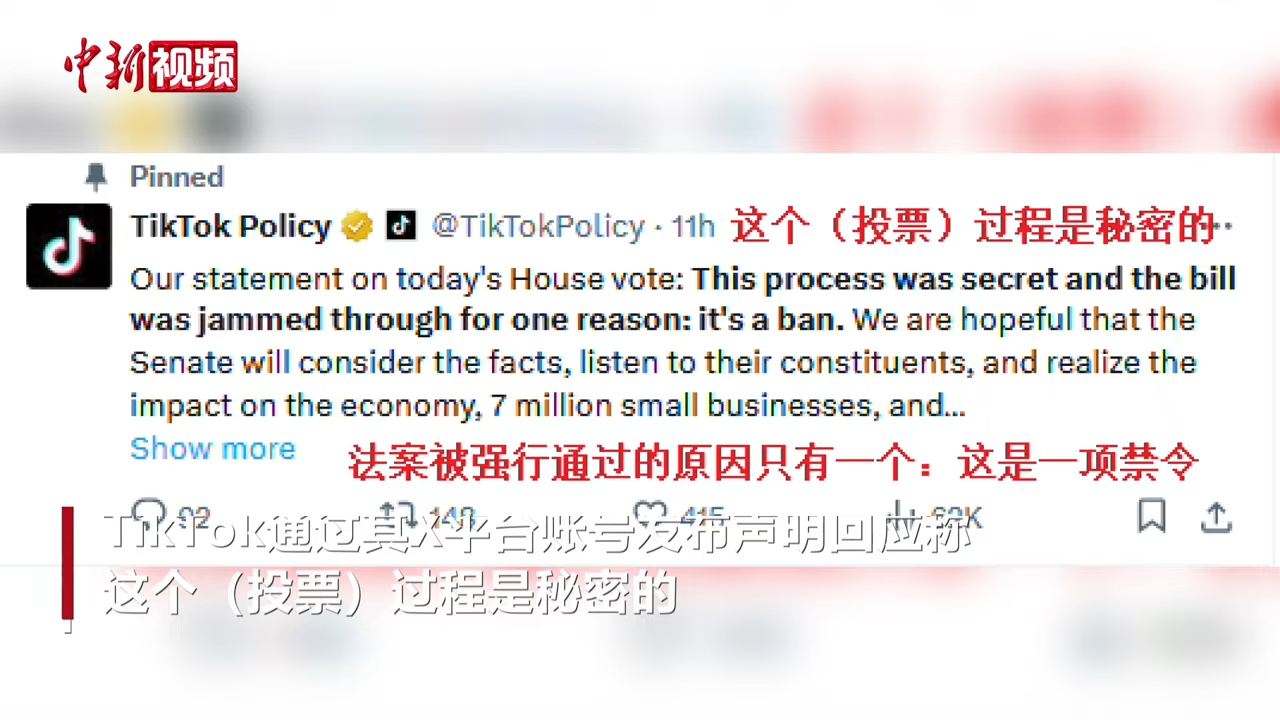 中新视频
Pinned
TikTok Policy @TikTokPolicy · 11h 这个（投票）过程是秘密的
Our statement on today's House vote: This process was secret and the bill
was jammed through for one reason: it's a ban. We are hopeful that the
Senate will consider the facts, listen to their constituents, and realize the
impact on the economy, 7 million small businesses, and...
Show more
法案被强行通过的原因只有一个：这是一项禁令
92 148 415
TikTok通过其X平台账号发布声明回应称
这个（投票）过程是秘密的